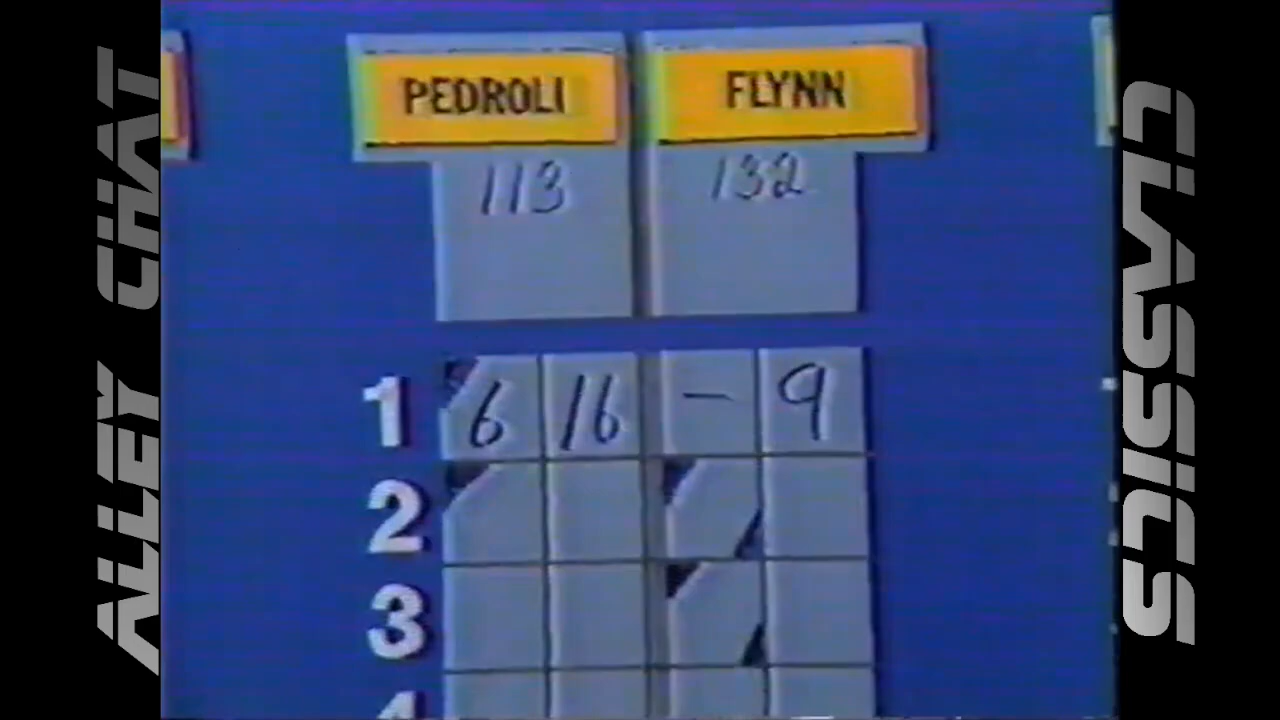 ALLEY CHAT
PEDROLI FLYNN
113 132
1 6 16 - 9
2
3
CLASSICS